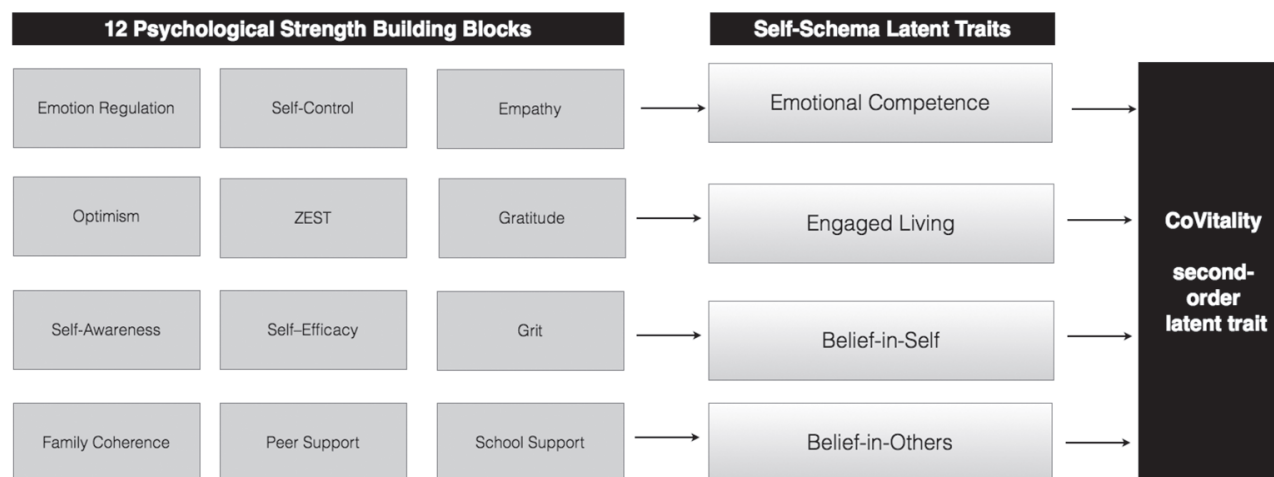 12 Psychological Strength Building Blocks
Self-Schema Latent Traits
Emotion Regulation
Self-Control
Empathy
Emotional Competence
Optimism
ZEST
Gratitude
Engaged Living
Self-Awareness
Self–Efficacy
Grit
Belief-in-Self
Family Coherence
Peer Support
School Support
Belief-in-Others
CoVitality
second-
order
latent trait